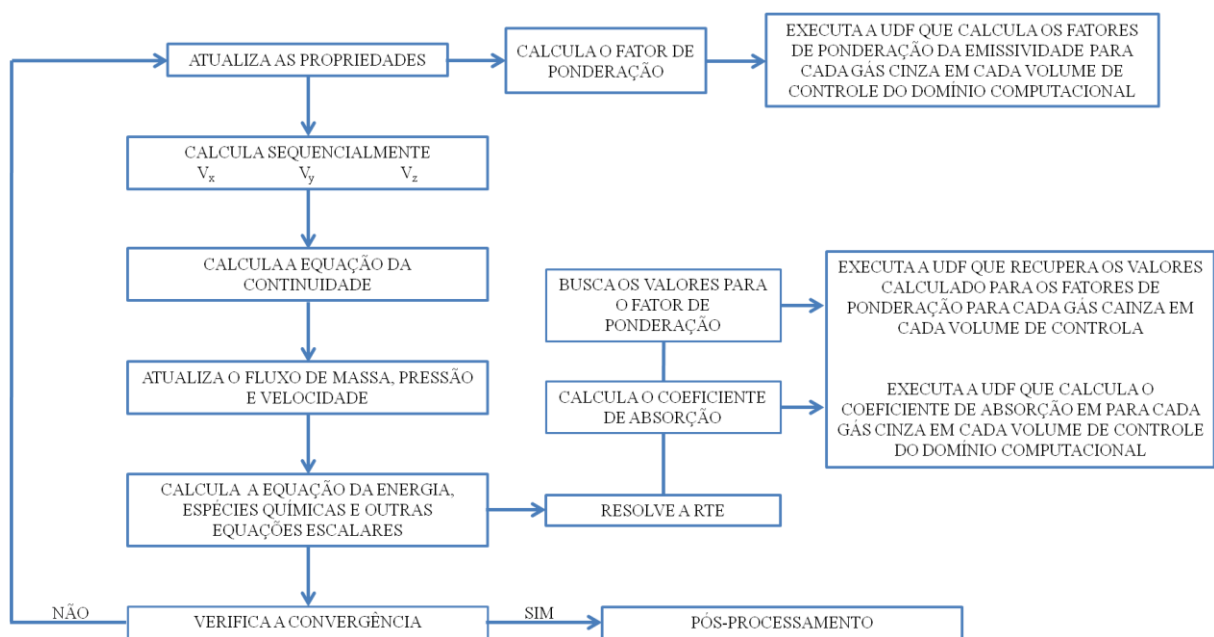 ATUALIZA AS PROPRIEDADES
CALCULA O FATOR DE
PONDERAÇÃO
EXECUTA A UDF QUE CALCULA OS FATORES
DE PONDERAÇÃO DA EMISSIVIDADE PARA
CADA GÁS CINZA EM CADA VOLUME DE
CONTROLE DO DOMÍNIO COMPUTACIONAL
CALCULA SEQUENCIALMENTE
Vx Vy Vz
CALCULA A EQUAÇÃO DA
CONTINUIDADE
BUSCA OS VALORES PARA
O FATOR DE
PONDERAÇÃO
EXECUTA A UDF QUE RECUPERA OS VALORES
CALCULADO PARA OS FATORES DE
PONDERAÇÃO PARA CADA GÁS CAINZA EM
CADA VOLUME DE CONTROLA
ATUALIZA O FLUXO DE MASSA, PRESSÃO
E VELOCIDADE
CALCULA O COEFICIENTE
DE ABSORÇÃO
EXECUTA A UDF QUE CALCULA O
COEFICIENTE DE ABSORÇÃO EM PARA CADA
GÁS CINZA EM CADA VOLUME DE CONTROLE
DO DOMÍNIO COMPUTACIONAL
CALCULA A EQUAÇÃO DA ENERGIA,
ESPÉCIES QUÍMICAS E OUTRAS
EQUAÇÕES ESCALARES
RESOLVE A RTE
NÃO
VERIFICA A CONVERGÊNCIA
SIM
PÓS-PROCESSAMENTO